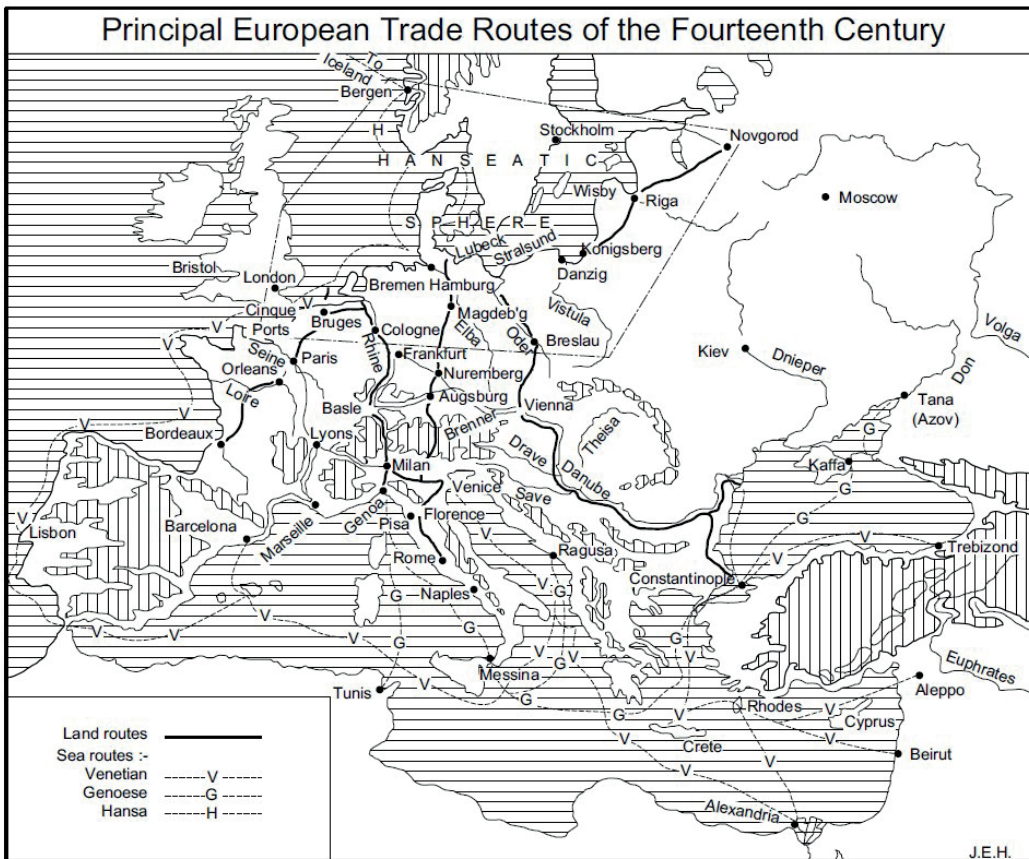 Principal European Trade Routes of the Fourteenth Century
To
Iceland
Bergen
H
Stockholm
Novgorod
HANSEATIC
Wisby
Riga
Moscow
SPHERE
Lubeck
Stralsund
Konigsberg
Danzig
Bristol
London
Bremen Hamburg
Cinque
Ports
V
Bruges
Cologne
Magdeb'g
Vistula
Volga
V
V
Seine
Paris
Rhine
Frankfurt
Elba
Oder
Breslau
Kiev
Dnieper
Don
Orleans
Nuremberg
Loire
Basle
Augsburg
Vienna
Tana
(Azov)
V
Bordeaux
Lyons
Brenner
Theisa
G
Milan
Drave
Danube
Kaffa
G
Venice
Save
V
Lisbon
Barcelona
Marseille
Genoa
Pisa
Florence
V
G
Rome
Ragusa
V
Trebizond
Constantinople
Naples
G
V
G
V
V
V
V
V
G
G
V
G
G
V
Euphrates
Messina
Tunis
V
G
G
V
Rhodes
V
Cyprus
Aleppo
Crete
V
V
Beirut
V
V
Alexandria
Land routes
Sea routes :-
Venetian V
Genoese G
Hansa H
J.E.H.